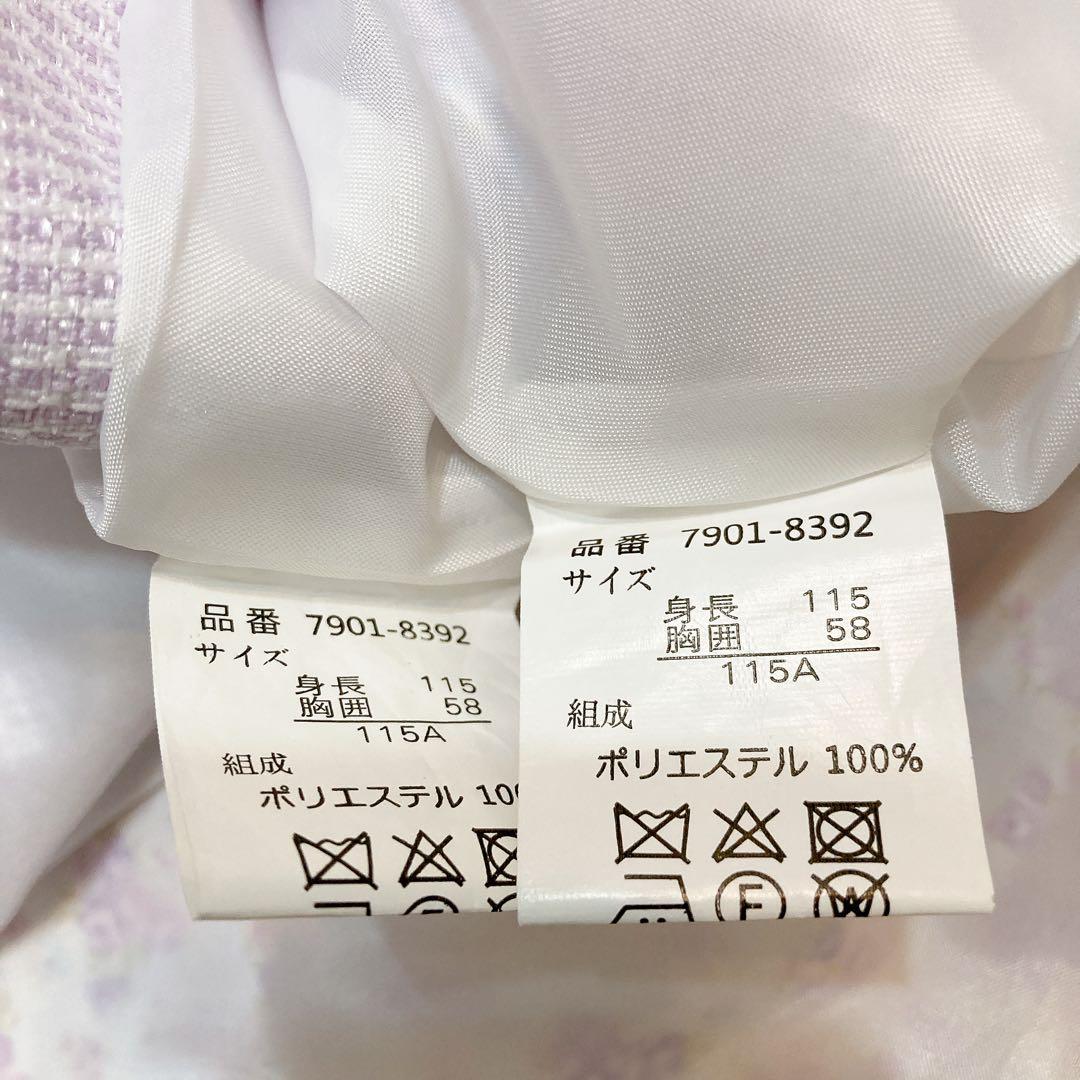 品番 7901-8392
サイズ
身長 115
胸囲 58
115A
組成
ポリエステル 10
品番 7901-8392
サイズ
身長 115
胸囲 58
115A
組成
ポリエステル 100%
F
W